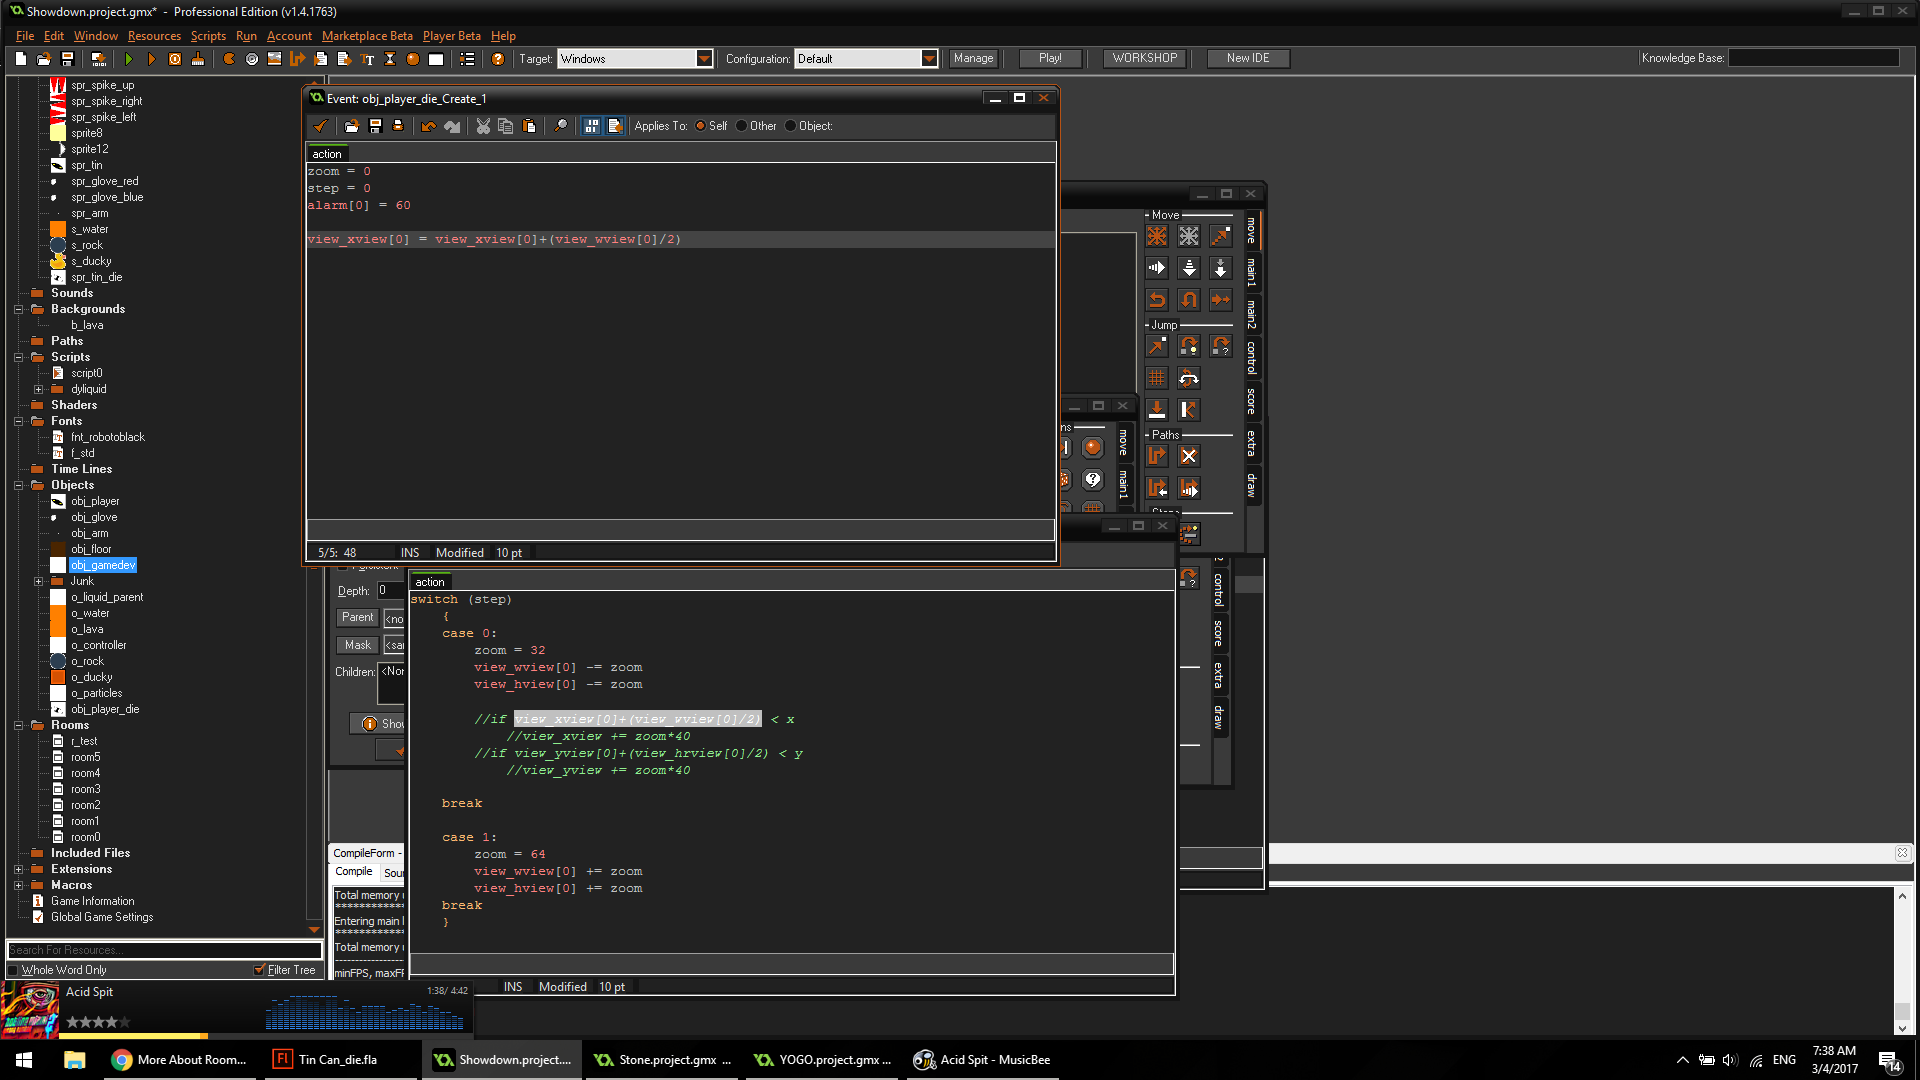 Showdown.project.gmx* - Professional Edition (v1.4.1763)
File Edit Window Resources Scripts Run Account Marketplace Beta Player Beta Help
Target: Windows Configuration: Default Manage Play! WORKSHOP New IDE Knowledge Base:
spr_spike_up
spr_spike_right
spr_spike_left
sprite8
sprite12
spr_tin
spr_glove_red
spr_glove_blue
spr_arm
s_water
s_rock
s_ducky
spr_tin_die
Sounds
Backgrounds
b_lava
Paths
Scripts
script0
dyliquid
Shaders
Fonts
fnt_robotoblack
f_std
Time Lines
Objects
obj_player
obj_glove
obj_arm
obj_floor
obj_gamedev
Junk
o_liquid_parent
o_water
o_lava
o_controller
o_rock
o_ducky
o_particles
obj_player_die
Rooms
r_test
room5
room4
room3
room2
room1
room0
Included Files
Extensions
Macros
Game Information
Global Game Settings
Search For Resources...
Whole Word Only Filter Tree
Event: obj_player_die_Create_1
Applies To: Self Other Object:
action
zoom = 0
step = 0
alarm[0] = 60
view_xview[0] = view_xview[0]+(view_wview[0]/2)
5/5: 48 INS Modified 10 pt
Move
Jump
Paths
move
main1
main2
control
score
extra
draw
move
main1
control
score
extra
draw
Depth: 0
Parent <no
Mask <sar
Children: <Nor
Show
action
switch (step)
{
case 0:
zoom = 32
view_wview[0] -= zoom
view_hview[0] -= zoom
//if view_xview[0]+(view_wview[0]/2) < x
//view_xview += zoom*40
//if view_yview[0]+(view_hrview[0]/2) < y
//view_yview += zoom*40
break
case 1:
zoom = 64
view_wview[0] += zoom
view_hview[0] += zoom
break
}
INS Modified 10 pt
CompileForm -
Compile Sour
Total memory
Entering main
Total memory
minFPS, maxF
Acid Spit 1:38/ 4:42
More About Room...
Tin Can_die.fla
Showdown.project....
Stone.project.gmx ...
YOGO.project.gmx ...
Acid Spit - MusicBee
ENG
7:38 AM
3/4/2017
14